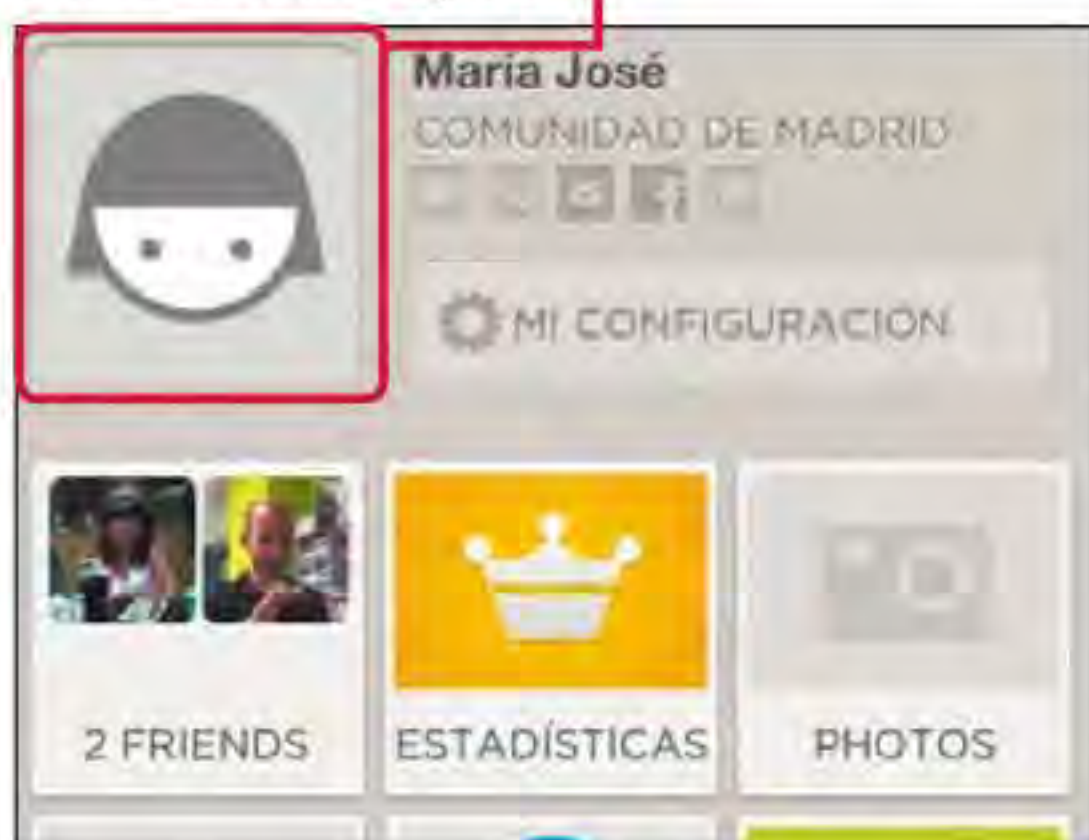 María José
COMUNIDAD DE MADRID
MI CONFIGURACIÓN
2 FRIENDS
ESTADÍSTICAS
PHOTOS